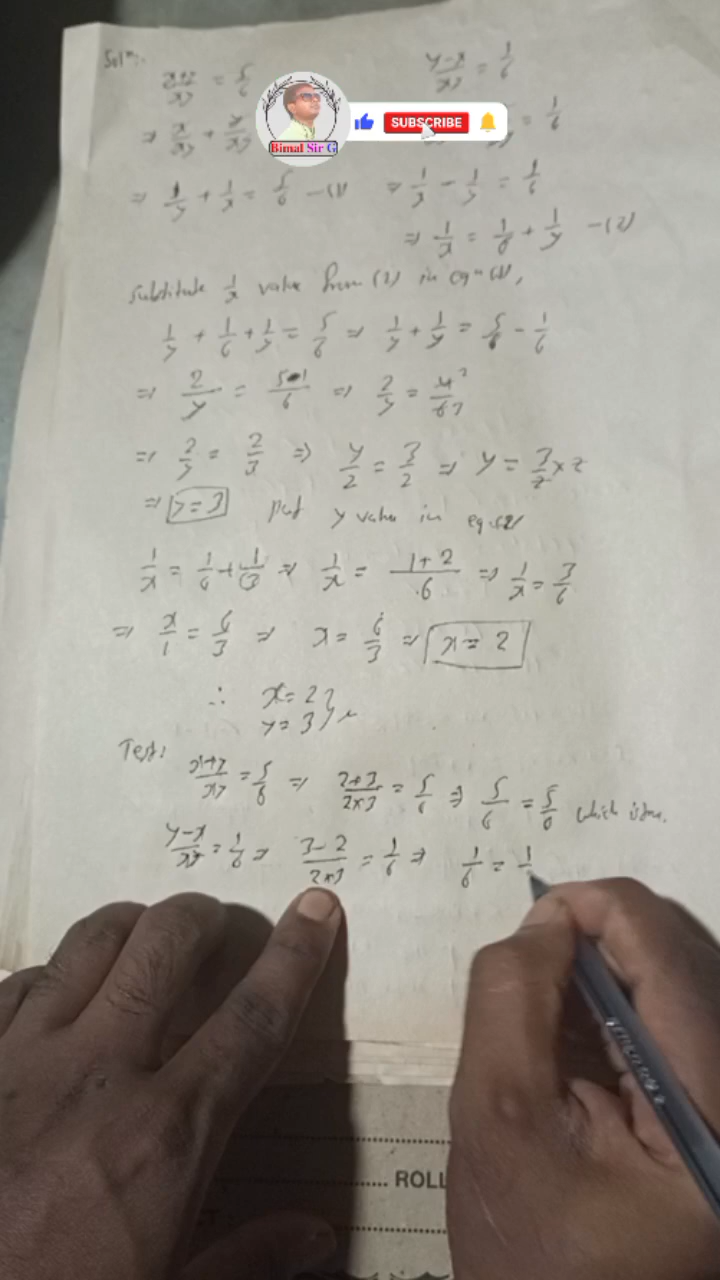 Solⁿ:-
x+y/xy = 5/6 y-x/xy = 1/6
⇒ x/xy + y/xy = 1/6
Bimal Sir G SUBSCRIBE
⇒ 1/y + 1/x = 5/6 —(1) ⇒ 1/x - 1/y = 1/6
⇒ 1/x = 1/6 + 1/y —(2)
Substitute 1/x value from (2) in eqn (1),
1/y + 1/6 + 1/y = 5/6 ⇒ 1/y + 1/y = 5/6 - 1/6
⇒ 2/y = 5-1/6 ⇒ 2/y = 4²/6 3
⇒ 2/y = 2/3 ⇒ y/2 = 3/2 ⇒ y = 3/2 × 2
⇒ y = 3 put y value in eqn (2)
1/x = 1/6 + 1/3 ⇒ 1/x = 1+2/6 ⇒ 1/x = 3/6
⇒ x/1 = 6/3 ⇒ x = 6/3 ⇒ x = 2
∴ x = 2 }
y = 3 }
Test:
x+y/xy = 5/6 ⇒ 2+3/2×3 = 5/6 ⇒ 5/6 = 5/6 which is true.
y-x/xy = 1/6 ⇒ 3-2/2×3 = 1/6 ⇒ 1/6 = 1
ROLL